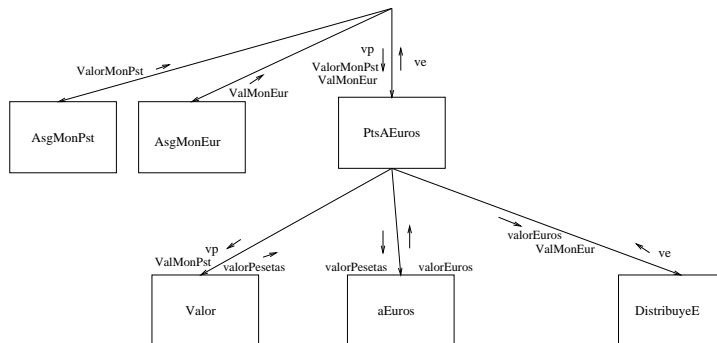 vp
ve
ValorMonPst
ValorMonPst
ValMonEur
ValMonEur
AsgMonPst
AsgMonEur
PtsAEuros
valorEuros
vp
ValMonEur
ve
ValMonPst
valorPesetas
valorPesetas
valorEuros
Valor
aEuros
DistribuyeE